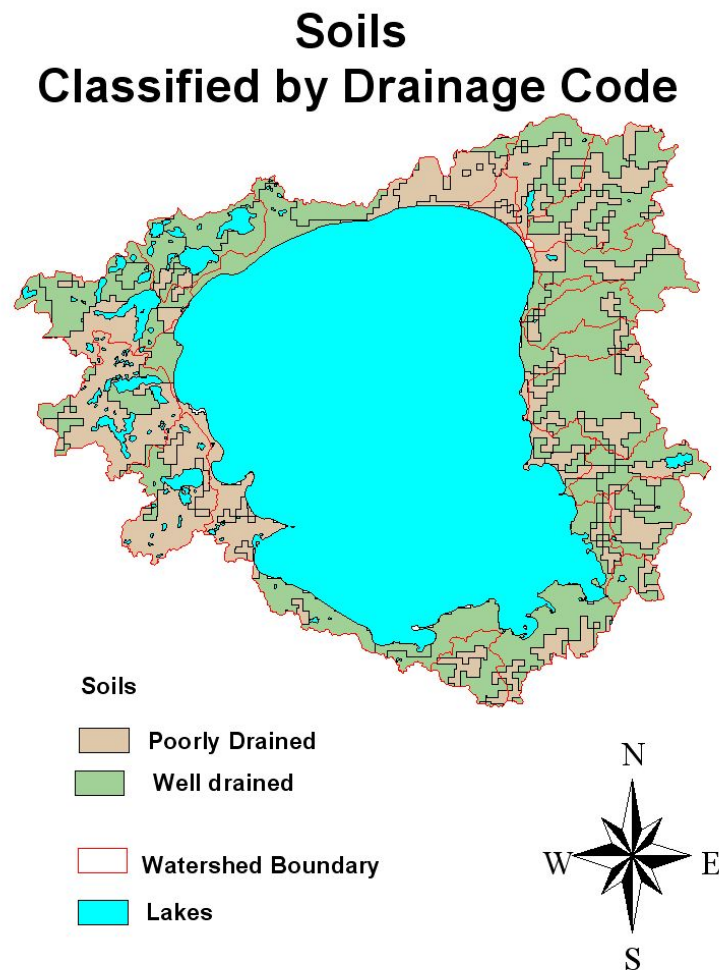 Soils
Classified by Drainage Code
Soils
Poorly Drained
Well drained
Watershed Boundary
Lakes
N
W E
S